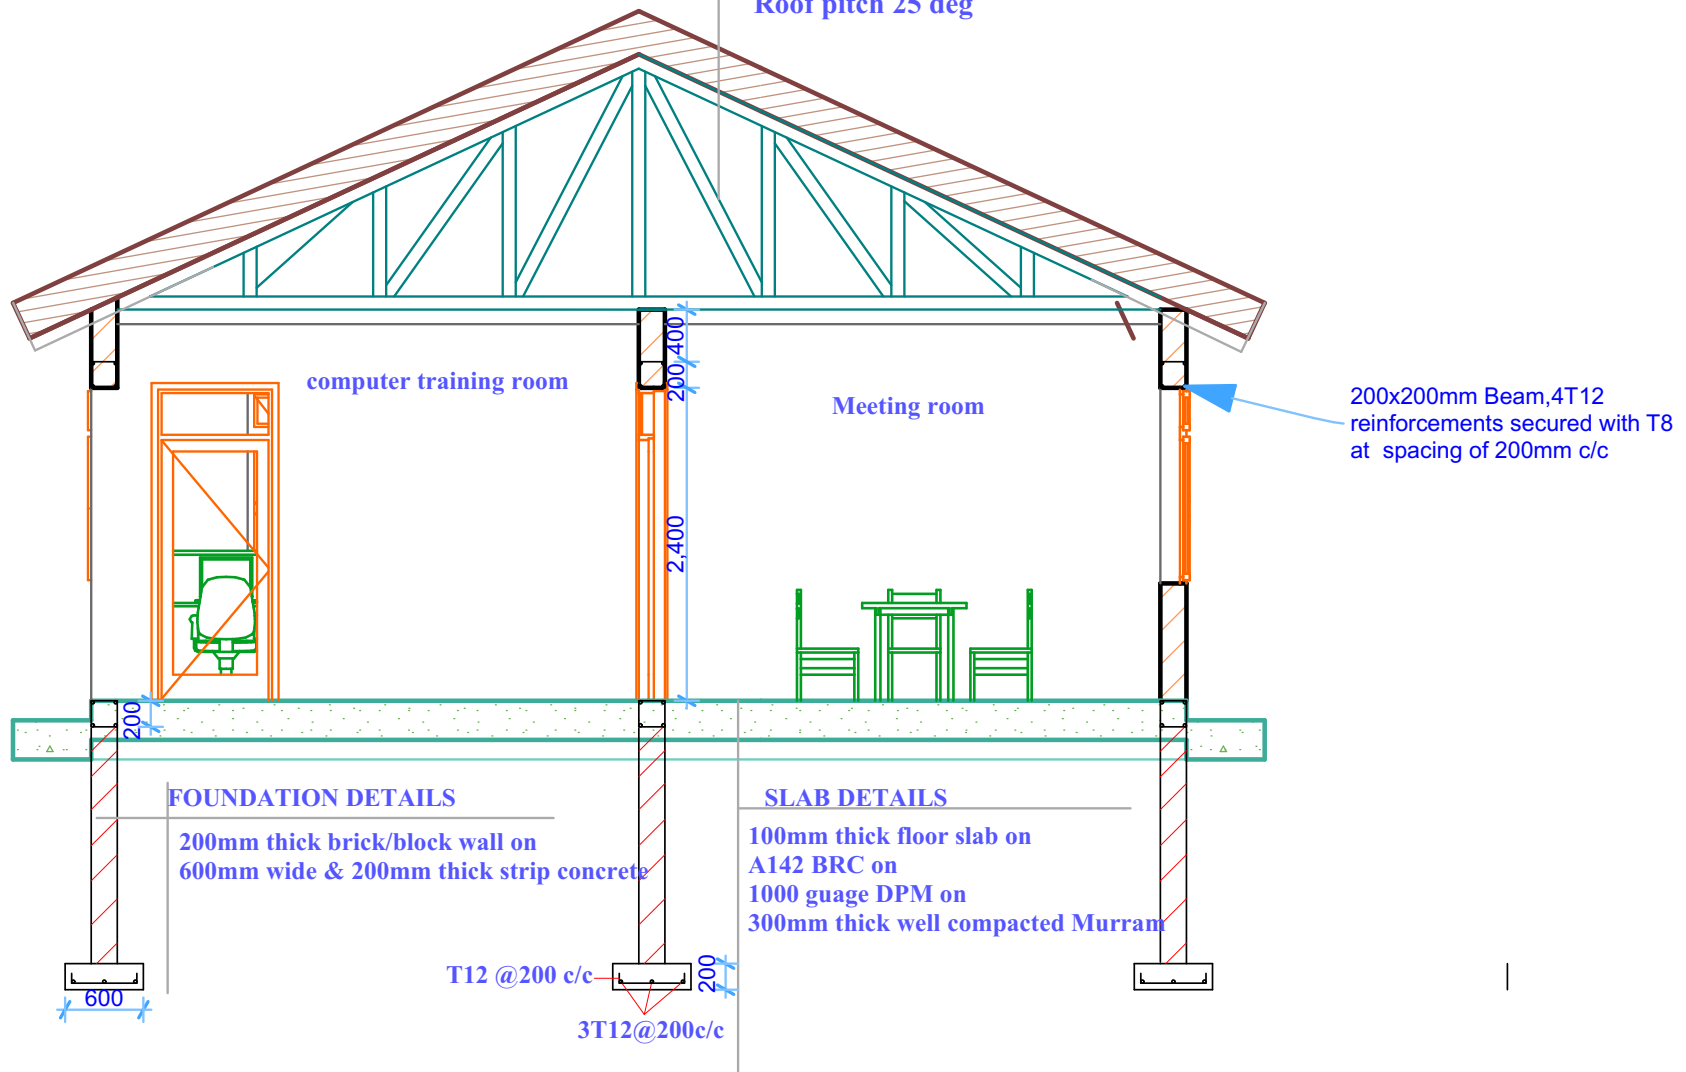 Roof pitch 25 deg
400
200
computer training room
Meeting room
200x200mm Beam,4T12
reinforcements secured with T8
at spacing of 200mm c/c
2,400
200
FOUNDATION DETAILS
200mm thick brick/block wall on
600mm wide & 200mm thick strip concrete
SLAB DETAILS
100mm thick floor slab on
A142 BRC on
1000 guage DPM on
300mm thick well compacted Murram
T12 @200 c/c
200
600
3T12@200c/c